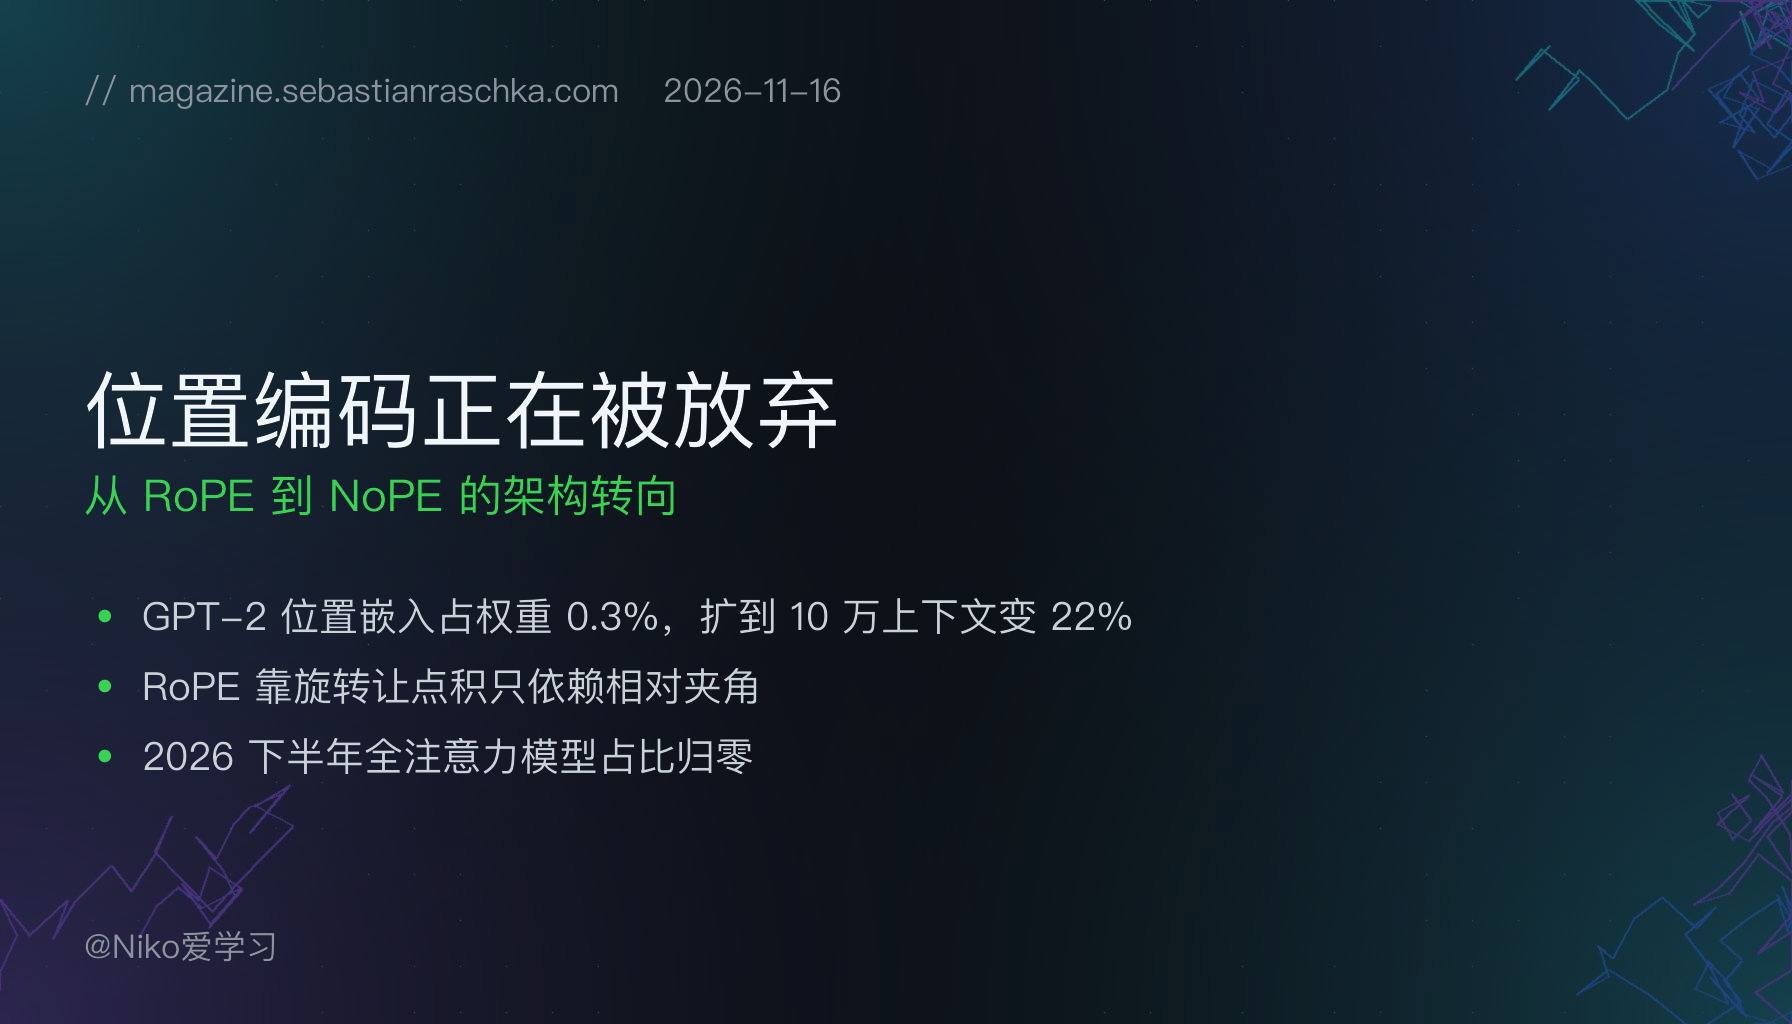 // magazine.sebastianraschka.com 2026-11-16
位置编码正在被放弃
从 RoPE 到 NoPE 的架构转向
• GPT-2 位置嵌入占权重 0.3%，扩到 10 万上下文变 22%
• RoPE 靠旋转让点积只依赖相对夹角
• 2026 下半年全注意力模型占比归零
@Niko爱学习